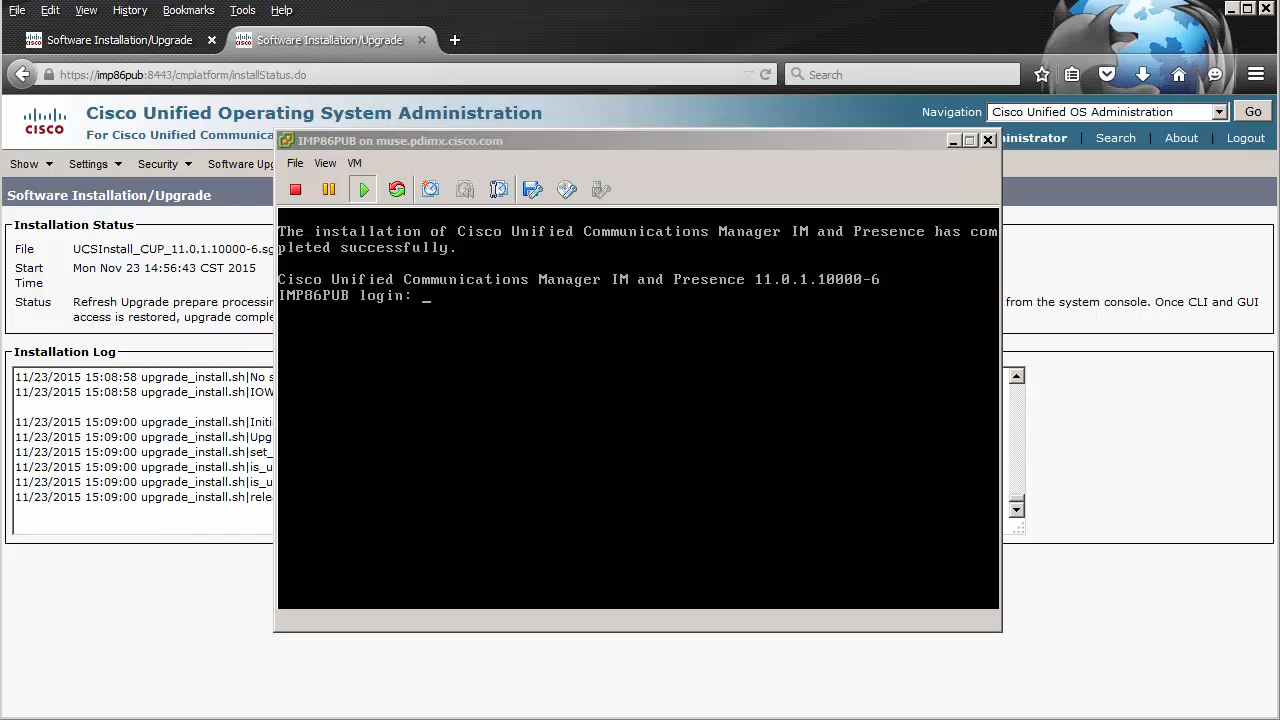 File Edit View History Bookmarks Tools Help
Software Installation/Upgrade
Software Installation/Upgrade
https://imp86pub:8443/cmplatform/installStatus.do
Search
CISCO
Cisco Unified Operating System Administration
For Cisco Unified Communica
Navigation
Cisco Unified OS Administration
Go
ministrator Search About Logout
Show Settings Security Software Upg
IMP86PUB on muse.pdimx.cisco.com
File View VM
Software Installation/Upgrade
Installation Status
File UCSInstall_CUP_11.0.1.10000-6.sg
Start Time Mon Nov 23 14:56:43 CST 2015
Status Refresh Upgrade prepare processin
from the system console. Once CLI and GUI
access is restored, upgrade comple
Installation Log
11/23/2015 15:08:58 upgrade_install.sh|No s
11/23/2015 15:08:58 upgrade_install.sh|IOW
11/23/2015 15:09:00 upgrade_install.sh|Initi
11/23/2015 15:09:00 upgrade_install.sh|Upg
11/23/2015 15:09:00 upgrade_install.sh|set_
11/23/2015 15:09:00 upgrade_install.sh|is_u
11/23/2015 15:09:00 upgrade_install.sh|is_u
11/23/2015 15:09:00 upgrade_install.sh|rele
The installation of Cisco Unified Communications Manager IM and Presence has com
pleted successfully.
Cisco Unified Communications Manager IM and Presence 11.0.1.10000-6
IMP86PUB login: _